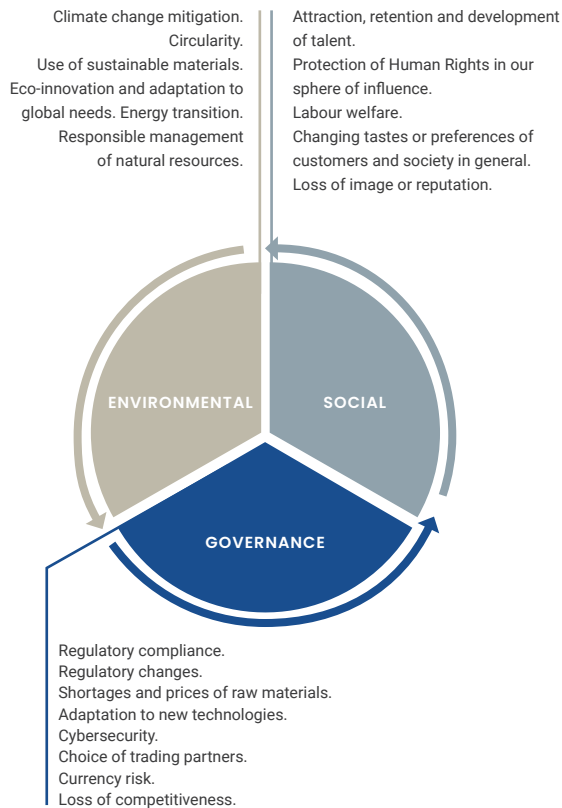 Climate change mitigation.
Circularity.
Use of sustainable materials.
Eco-innovation and adaptation to
global needs. Energy transition.
Responsible management
of natural resources.
Attraction, retention and development
of talent.
Protection of Human Rights in our
sphere of influence.
Labour welfare.
Changing tastes or preferences of
customers and society in general.
Loss of image or reputation.
ENVIRONMENTAL
SOCIAL
GOVERNANCE
Regulatory compliance.
Regulatory changes.
Shortages and prices of raw materials.
Adaptation to new technologies.
Cybersecurity.
Choice of trading partners.
Currency risk.
Loss of competitiveness.